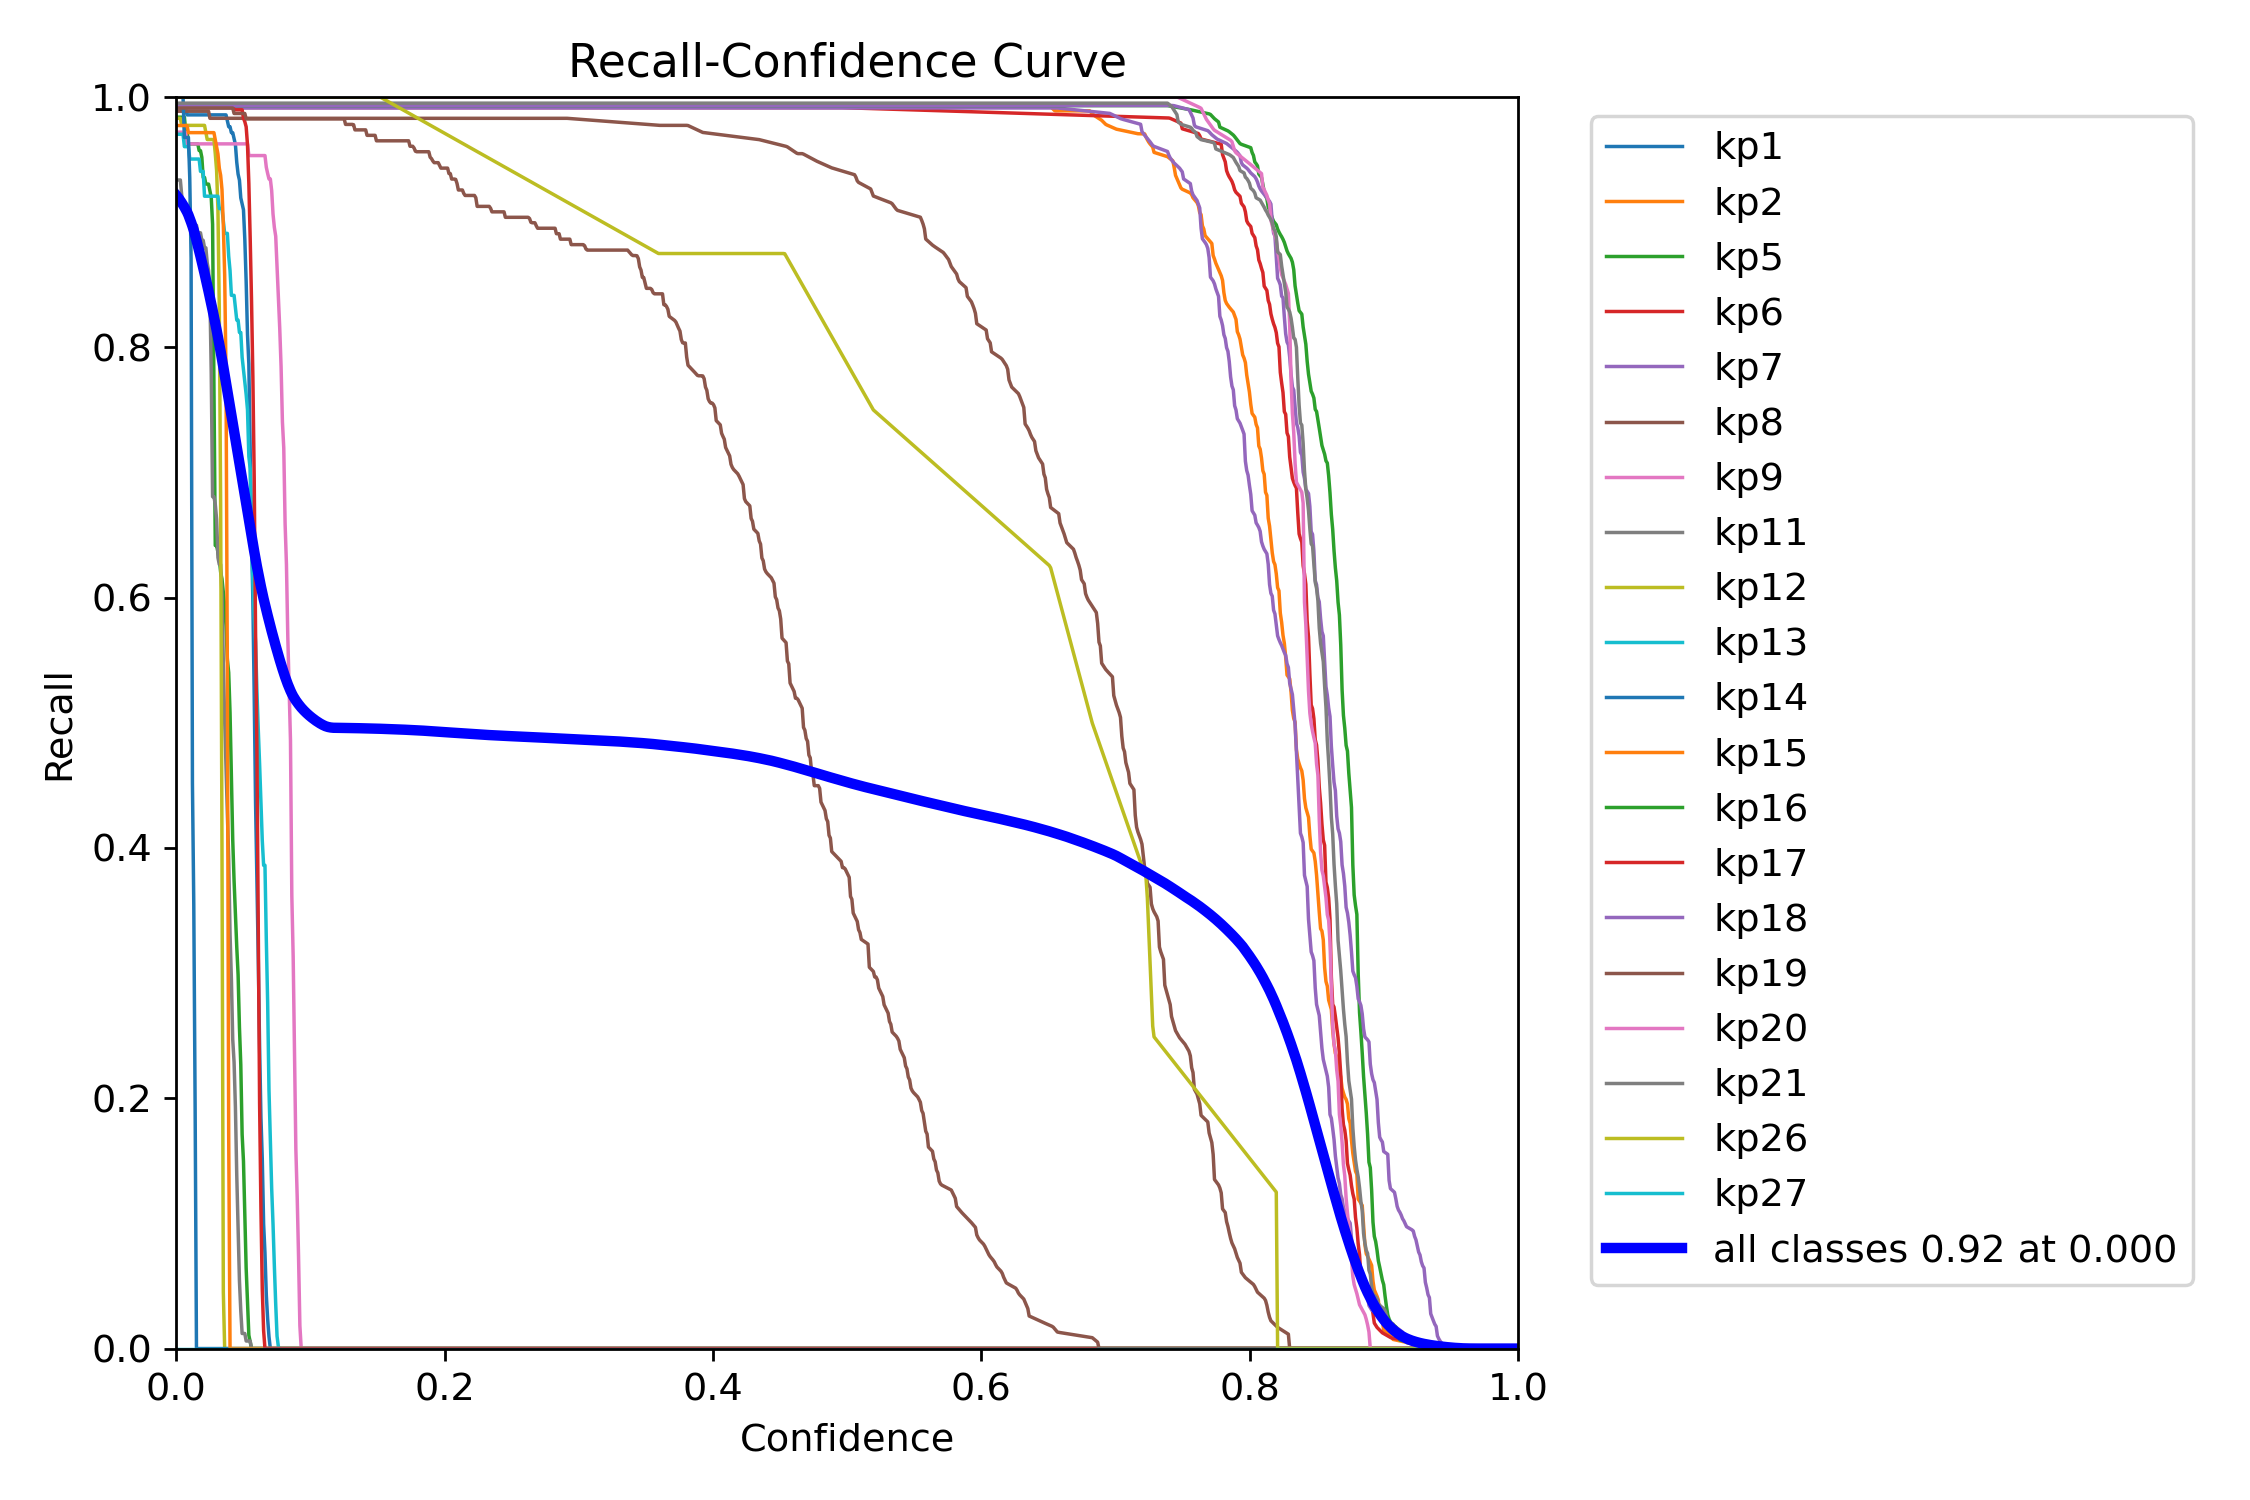 Recall-Confidence Curve
1.0
0.8
0.6
0.4
0.2
0.0
Recall
0.0 0.2 0.4 0.6 0.8 1.0
Confidence
kp1
kp2
kp5
kp6
kp7
kp8
kp9
kp11
kp12
kp13
kp14
kp15
kp16
kp17
kp18
kp19
kp20
kp21
kp26
kp27
all classes 0.92 at 0.000